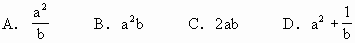 A. a²/b  B. a²b  C. 2ab  D. a² + 1/b